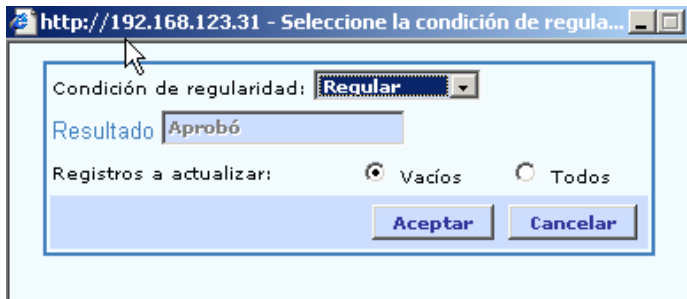 http://192.168.123.31 - Seleccione la condición de regula...
Condición de regularidad: Regular
Resultado Aprobó
Registros a actualizar: Vacíos Todos
Aceptar Cancelar